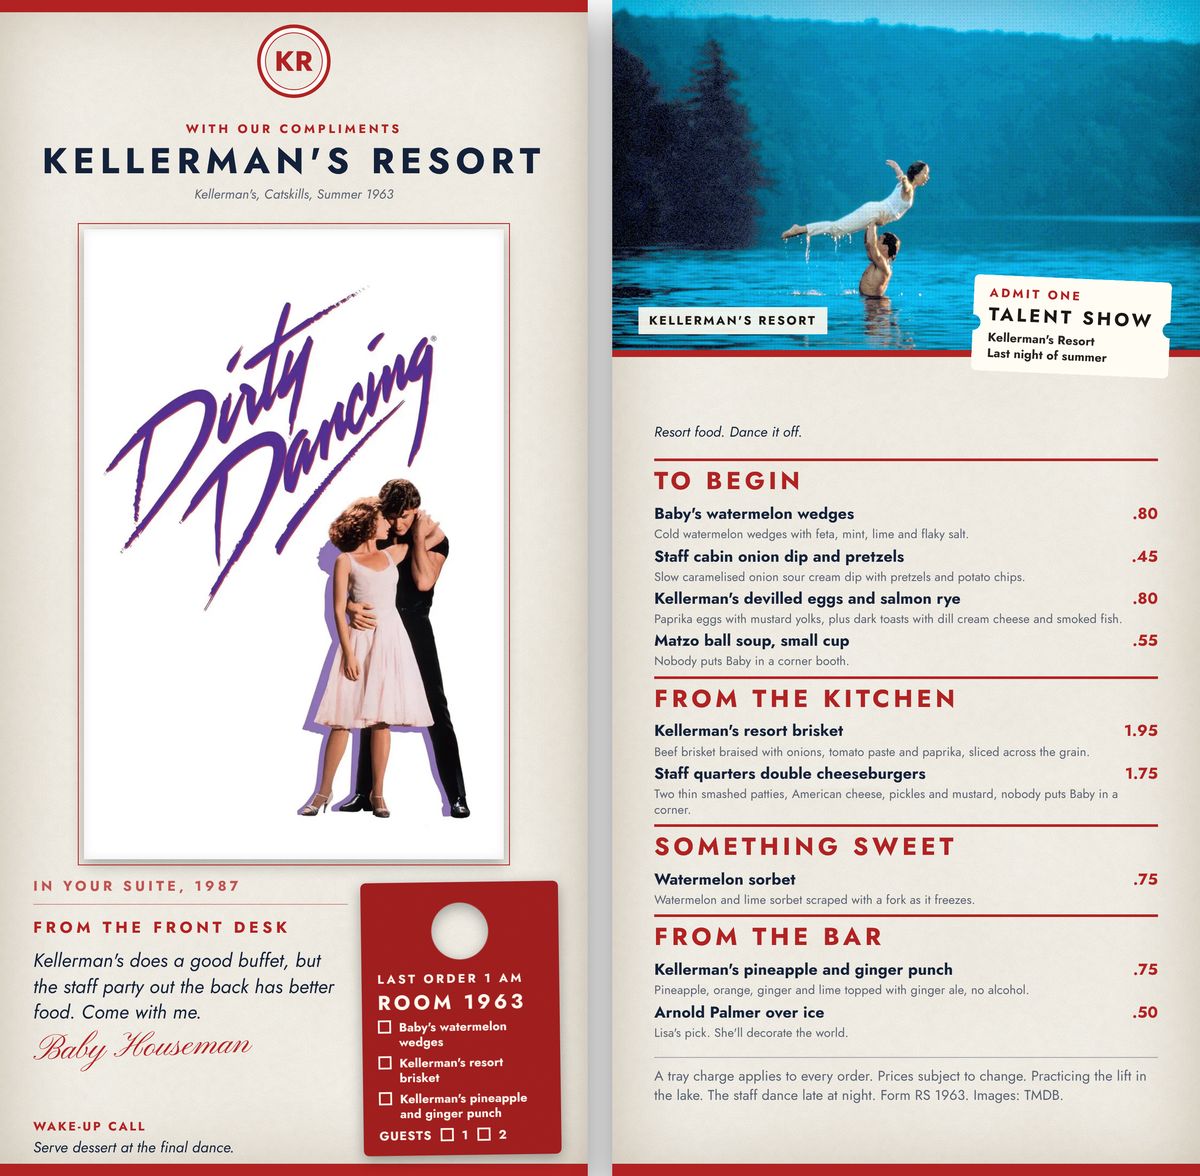 KR
WITH OUR COMPLIMENTS
KELLERMAN'S RESORT
Kellerman's, Catskills, Summer 1963
Dirty
Dancing®
IN YOUR SUITE, 1987
FROM THE FRONT DESK
Kellerman's does a good buffet, but
the staff party out the back has better
food. Come with me.
Baby Houseman
WAKE-UP CALL
Serve dessert at the final dance.
LAST ORDER 1 AM
ROOM 1963
Baby's watermelon
wedges
Kellerman's resort
brisket
Kellerman's pineapple
and ginger punch
GUESTS 1 2
KELLERMAN'S RESORT
ADMIT ONE
TALENT SHOW
Kellerman's Resort
Last night of summer
Resort food. Dance it off.
TO BEGIN
Baby's watermelon wedges .80
Cold watermelon wedges with feta, mint, lime and flaky salt.
Staff cabin onion dip and pretzels .45
Slow caramelised onion sour cream dip with pretzels and potato chips.
Kellerman's devilled eggs and salmon rye .80
Paprika eggs with mustard yolks, plus dark toasts with dill cream cheese and smoked fish.
Matzo ball soup, small cup .55
Nobody puts Baby in a corner booth.
FROM THE KITCHEN
Kellerman's resort brisket 1.95
Beef brisket braised with onions, tomato paste and paprika, sliced across the grain.
Staff quarters double cheeseburgers 1.75
Two thin smashed patties, American cheese, pickles and mustard, nobody puts Baby in a
corner.
SOMETHING SWEET
Watermelon sorbet .75
Watermelon and lime sorbet scraped with a fork as it freezes.
FROM THE BAR
Kellerman's pineapple and ginger punch .75
Pineapple, orange, ginger and lime topped with ginger ale, no alcohol.
Arnold Palmer over ice .50
Lisa's pick. She'll decorate the world.
A tray charge applies to every order. Prices subject to change. Practicing the lift in
the lake. The staff dance late at night. Form RS 1963. Images: TMDB.